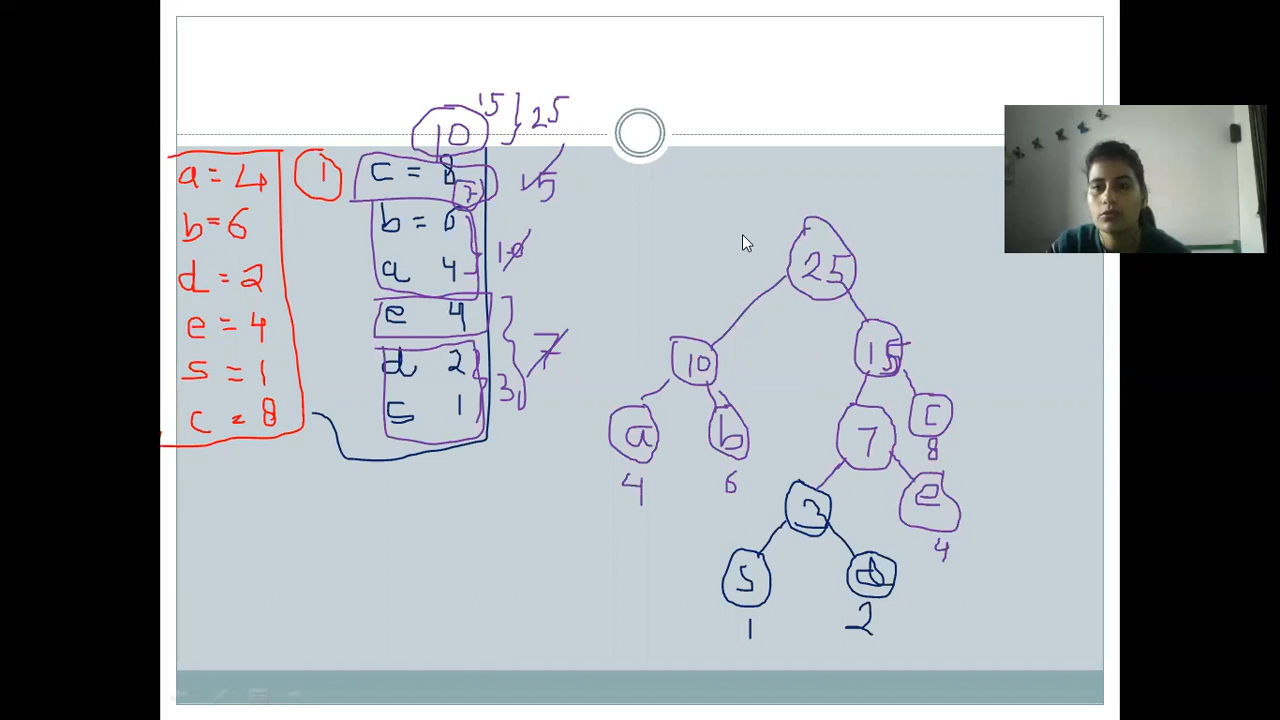 a = 4
b = 6
d = 2
e = 4
s = 1
c = 8
1
10 15 } 25
c = 8 15
7
b = 6
a 4 10
e 4
d 2 7
s 1 3
25
10 15
a b 7 c
8
4 6 3 e
4
s d
1 2